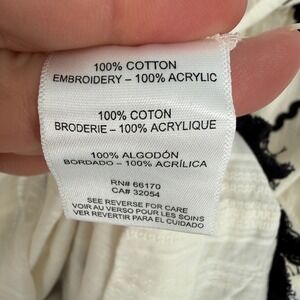 100% COTTON
EMBROIDERY – 100% ACRYLIC
100% COTON
BRODERIE – 100% ACRYLIQUE
100% ALGODÓN
BORDADO – 100% ACRÍLICA
RN# 66170
CA# 32054
SEE REVERSE FOR CARE
VOIR AU VERSO POUR LES SOINS
VER REVERTIR PARA EL CUIDADO